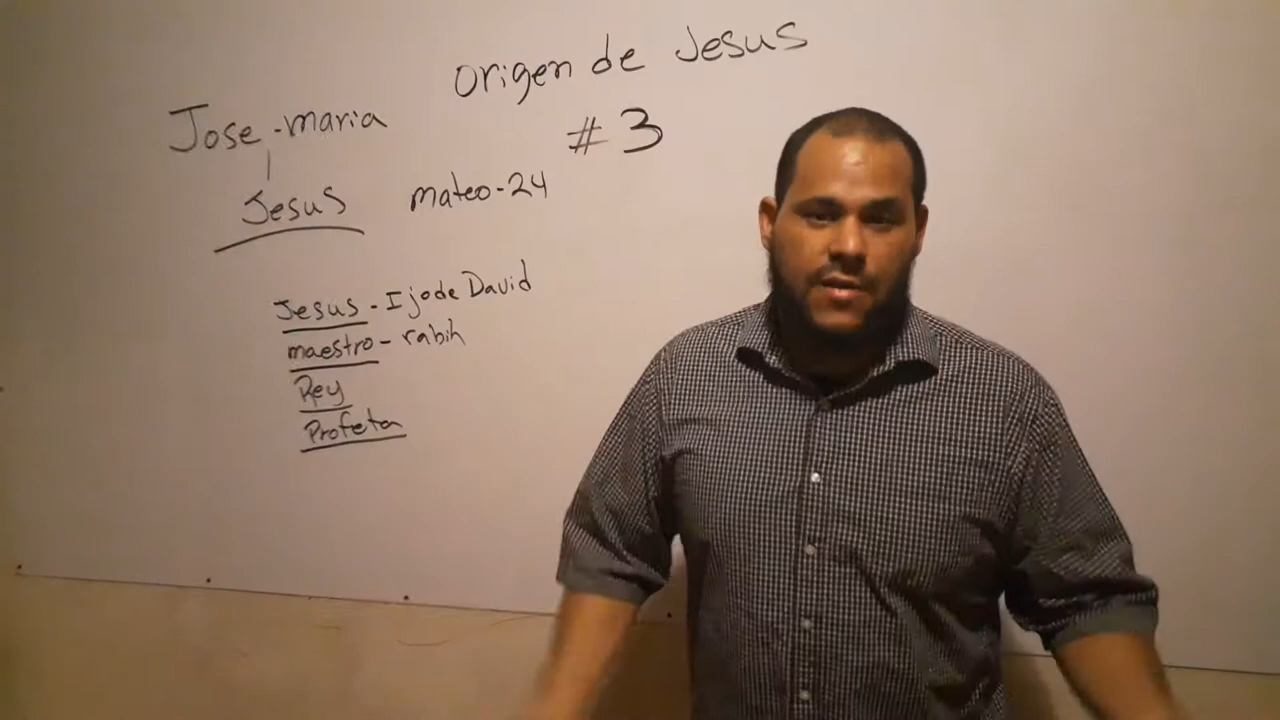 Origen de Jesus
#3
Jose - maria
Jesus
mateo - 24
Jesus - Ijo de David
maestro - rabih
Rey
Profeta